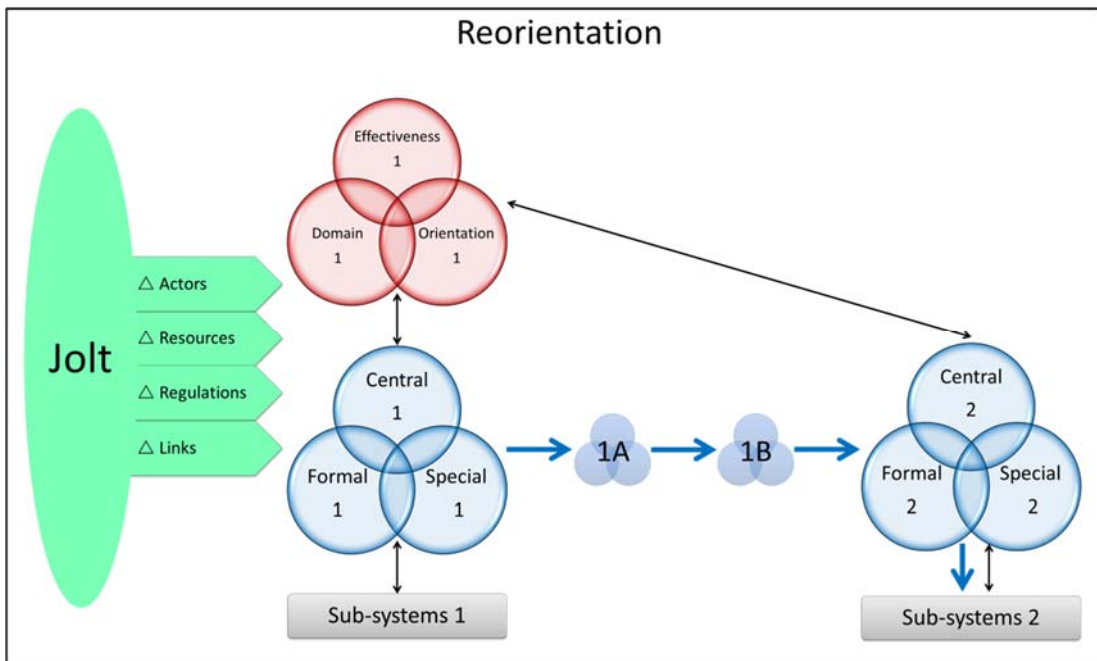 Reorientation
Effectiveness
1
Domain
1
Orientation
1
Jolt
△ Actors
△ Resources
△ Regulations
△ Links
Central
1
Formal
1
Special
1
1A
1B
Central
2
Formal
2
Special
2
Sub-systems 1
Sub-systems 2